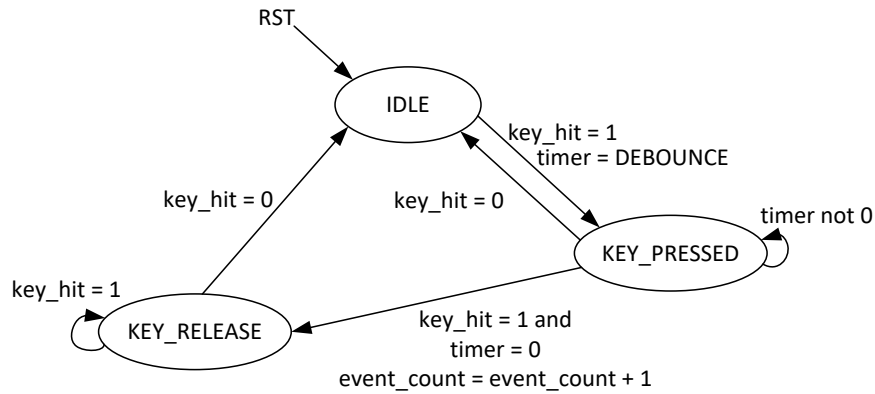 RST
IDLE
key_hit = 1
timer = DEBOUNCE
key_hit = 0
key_hit = 0
timer not 0
KEY_PRESSED
key_hit = 1
KEY_RELEASE
key_hit = 1 and
timer = 0
event_count = event_count + 1